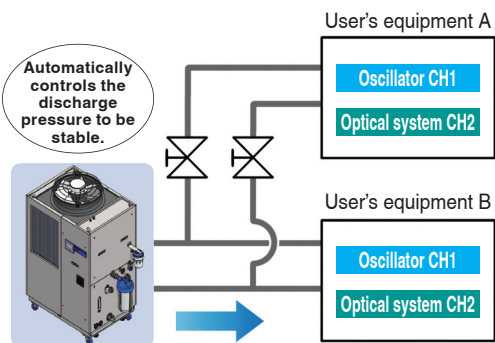 User's equipment A
Automatically
controls the
discharge
pressure to be
stable.
Oscillator CH1
Optical system CH2
User's equipment B
Oscillator CH1
Optical system CH2